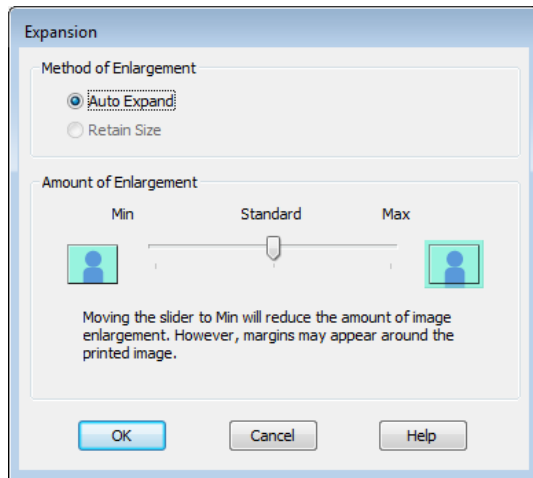 Expansion
Method of Enlargement
Auto Expand
Retain Size
Amount of Enlargement
Min Standard Max
Moving the slider to Min will reduce the amount of image
enlargement. However, margins may appear around the
printed image.
OK Cancel Help